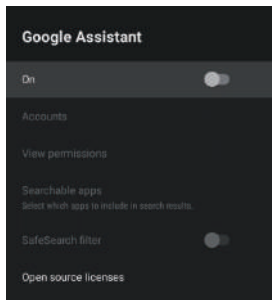 Google Assistant
On
Accounts
View permissions
Searchable apps
Select which apps to include in search results.
SafeSearch filter
Open source licenses